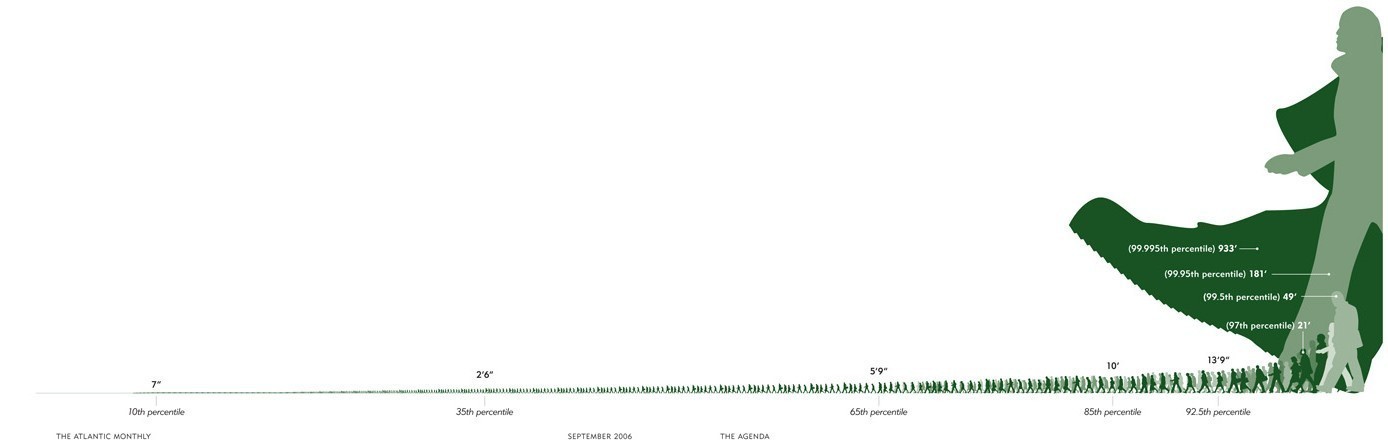 (99.995th percentile) 933’
(99.95th percentile) 181’
(99.5th percentile) 49’
(97th percentile) 21’
7” 2’6” 5’9” 10’ 13’9”
10th percentile 35th percentile 65th percentile 85th percentile 92.5th percentile
THE ATLANTIC MONTHLY SEPTEMBER 2006 THE AGENDA